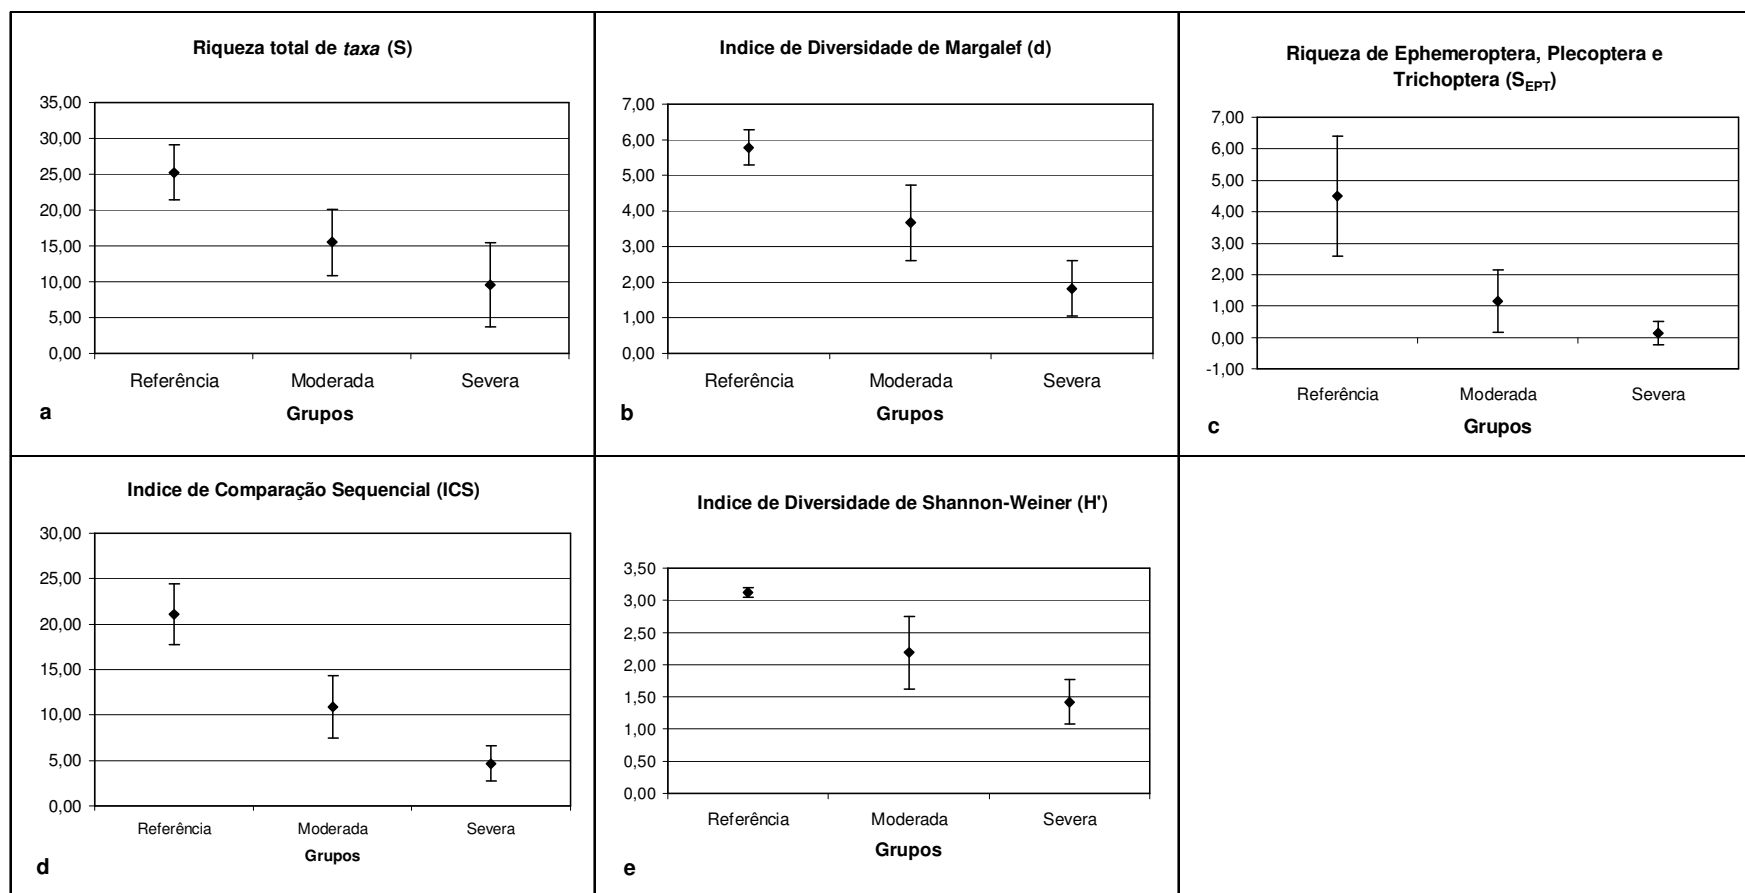 Riqueza total de taxa (S)
35,00
30,00
25,00
20,00
15,00
10,00
5,00
0,00
Referência Moderada Severa
Grupos
a
Indice de Diversidade de Margalef (d)
7,00
6,00
5,00
4,00
3,00
2,00
1,00
0,00
Referência Moderada Severa
Grupos
b
Riqueza de Ephemeroptera, Plecoptera e
Trichoptera (SEPT)
7,00
6,00
5,00
4,00
3,00
2,00
1,00
0,00
-1,00
Referência Moderada Severa
Grupos
c
Indice de Comparação Sequencial (ICS)
30,00
25,00
20,00
15,00
10,00
5,00
0,00
Referência Moderada Severa
Grupos
d
Indice de Diversidade de Shannon-Weiner (H')
3,50
3,00
2,50
2,00
1,50
1,00
0,50
0,00
Referência Moderada Severa
Grupos
e